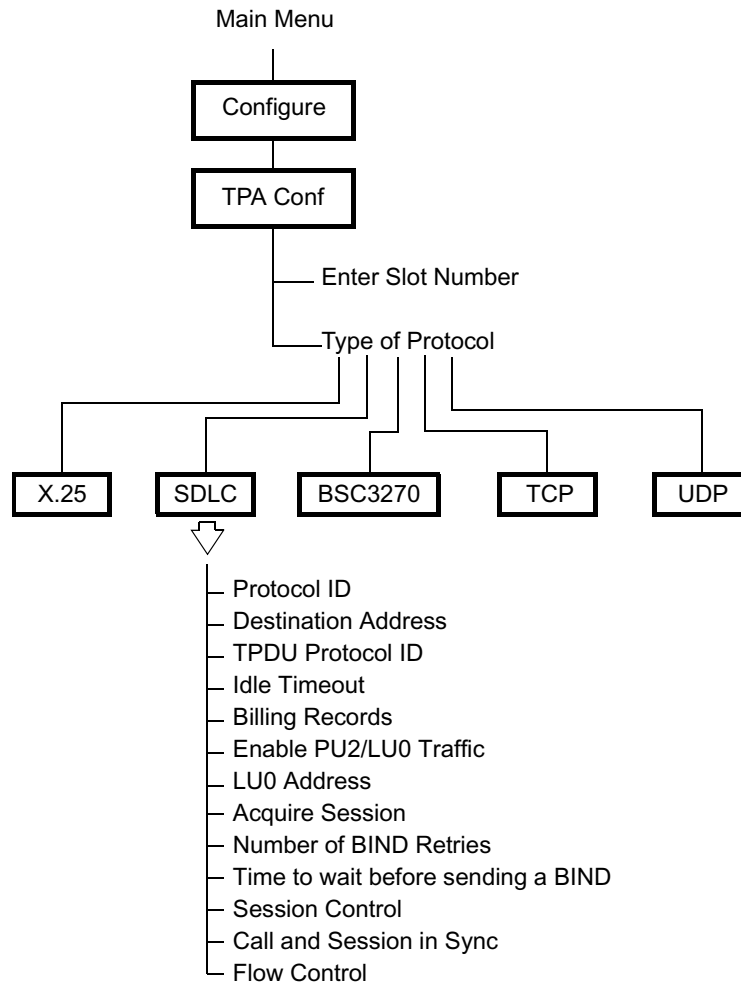 Main Menu
Configure
TPA Conf
Enter Slot Number
Type of Protocol
X.25 SDLC BSC3270 TCP UDP
Protocol ID
Destination Address
TPDU Protocol ID
Idle Timeout
Billing Records
Enable PU2/LU0 Traffic
LU0 Address
Acquire Session
Number of BIND Retries
Time to wait before sending a BIND
Session Control
Call and Session in Sync
Flow Control